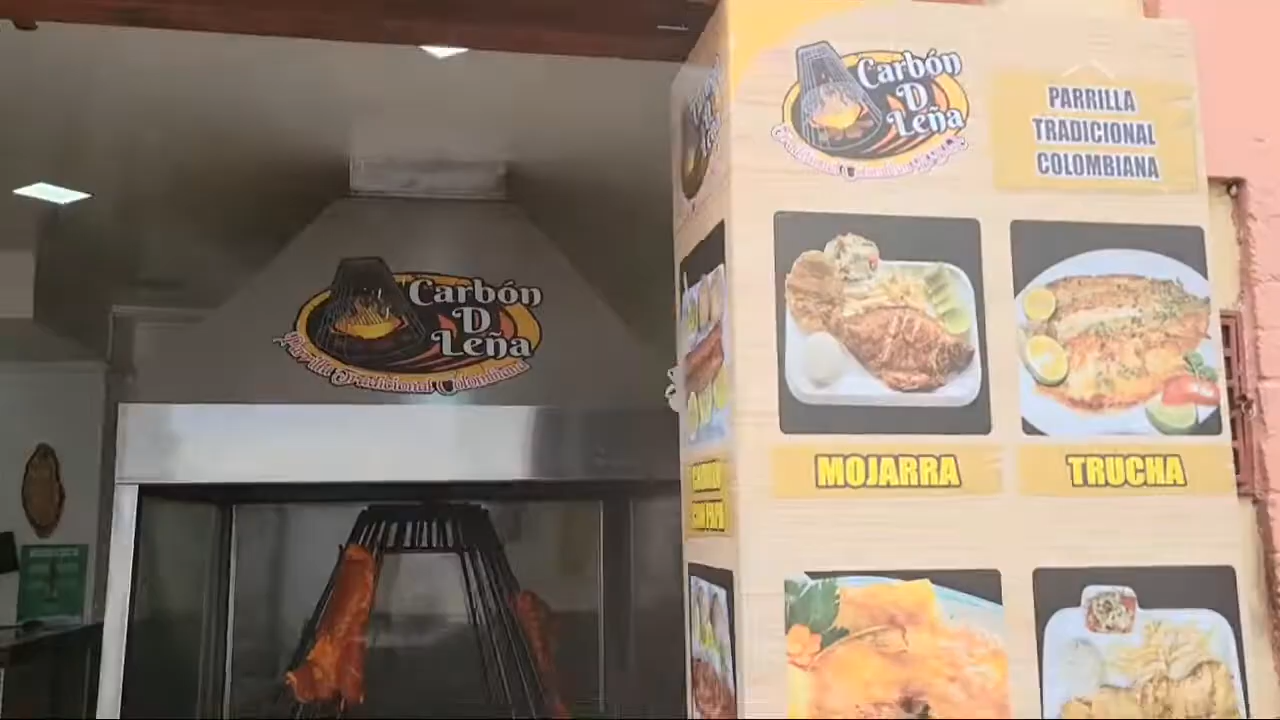 Carbón
D
Leña
Parrilla Tradicional Colombiana
Carbón
D
Leña
PARRILLA
TRADICIONAL
COLOMBIANA
MOJARRA
TRUCHA